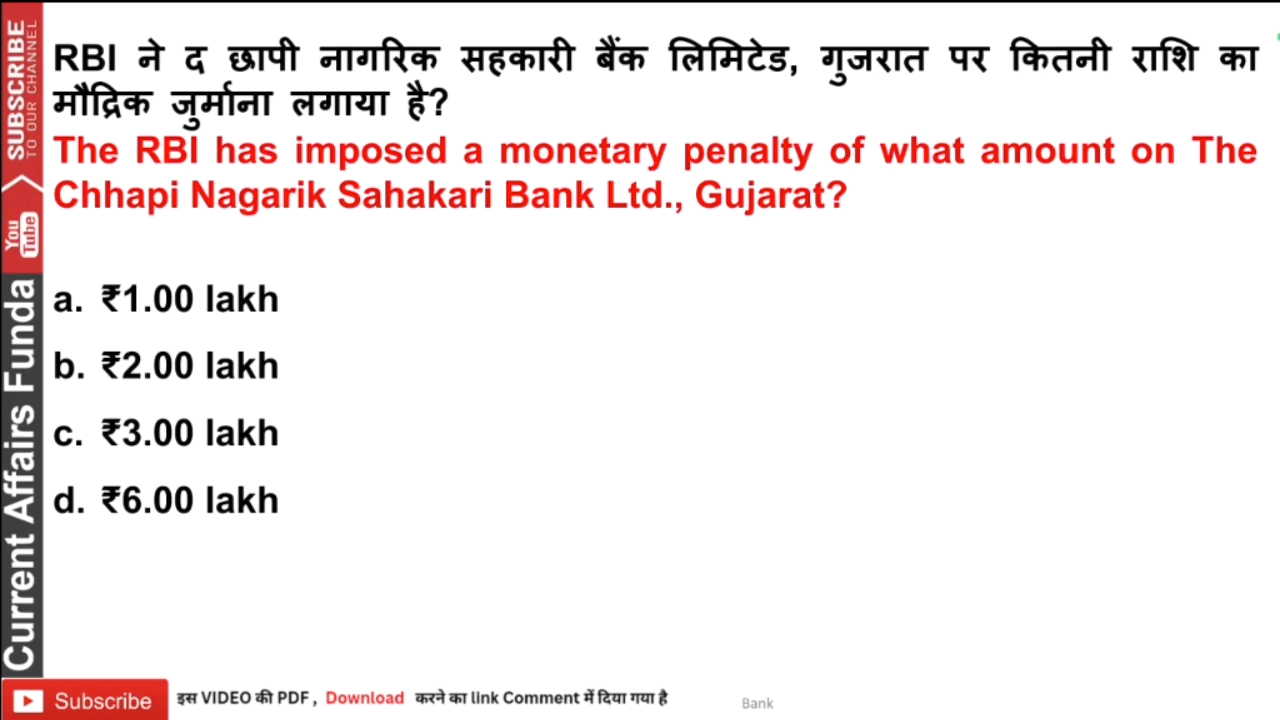 RBI ने द छापी नागरिक सहकारी बैंक लिमिटेड, गुजरात पर कितनी राशि का
मौद्रिक जुर्माना लगाया है?
The RBI has imposed a monetary penalty of what amount on The
Chhapi Nagarik Sahakari Bank Ltd., Gujarat?
a. ₹1.00 lakh
b. ₹2.00 lakh
c. ₹3.00 lakh
d. ₹6.00 lakh
SUBSCRIBE
TO OUR CHANNEL
You
Tube
Current Affairs Funda
Subscribe
इस VIDEO की PDF , Download करने का link Comment में दिया गया है
Bank